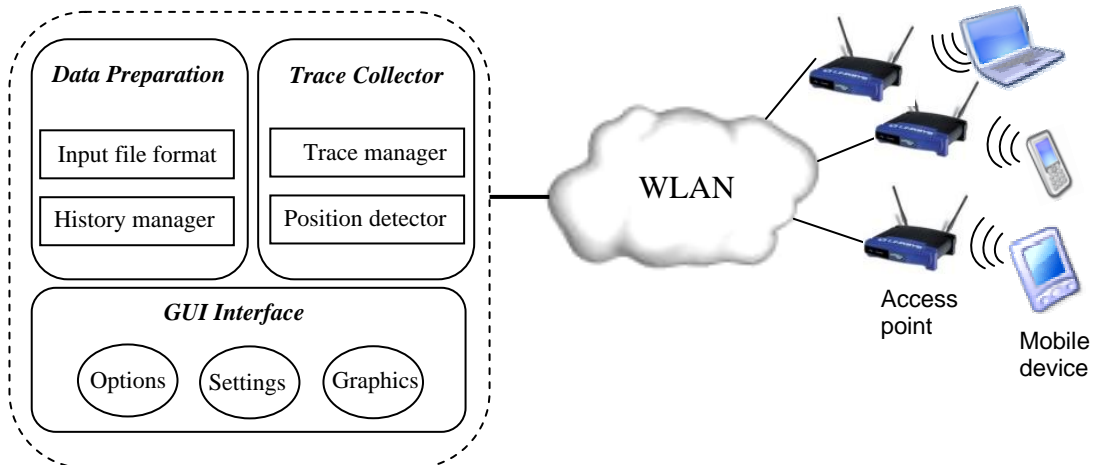 Data Preparation
Input file format
History manager
Trace Collector
Trace manager
Position detector
GUI Interface
Options
Settings
Graphics
WLAN
Access
point
Mobile
device